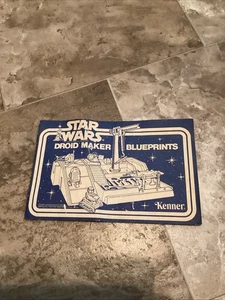 STAR
WARS
DROID MAKER BLUEPRINTS
Kenner